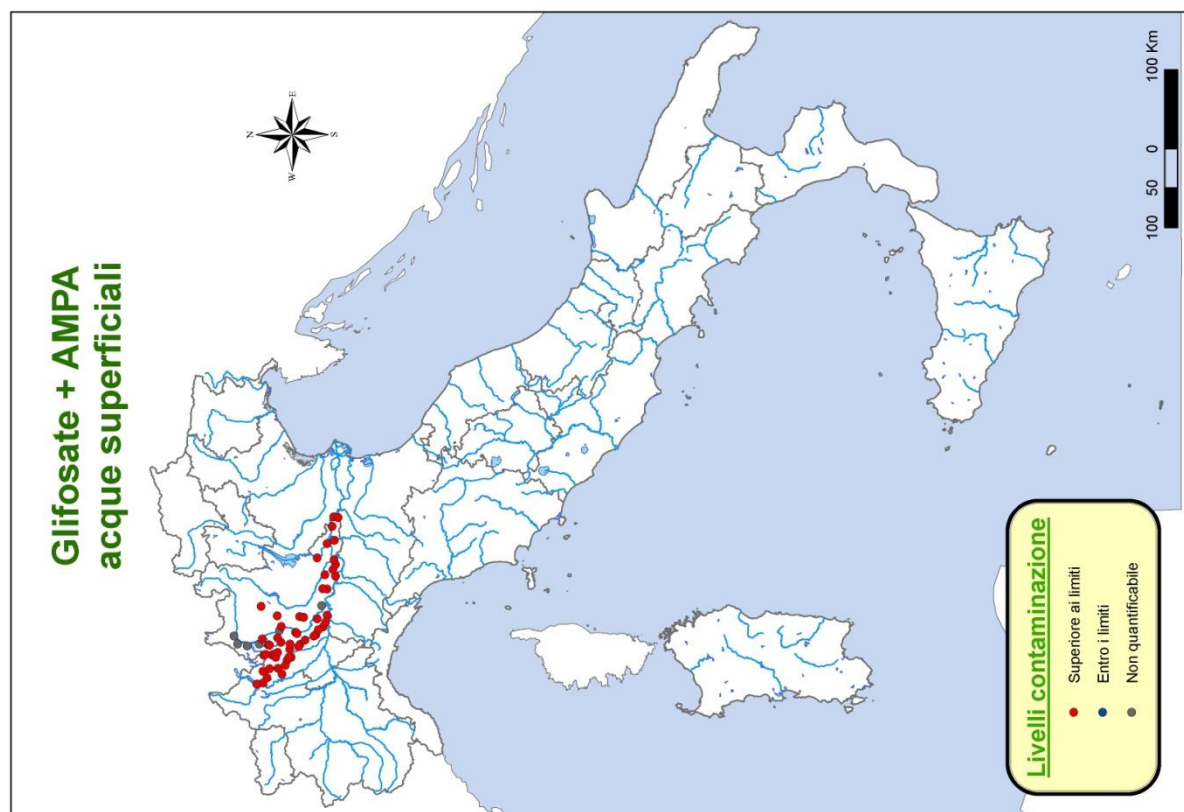 Glifosate + AMPA
acque superficiali
N
W
E
S
Livelli contaminazione
Superiore ai limiti
Entro i limiti
Non quantificabile
100 50 0 100 Km